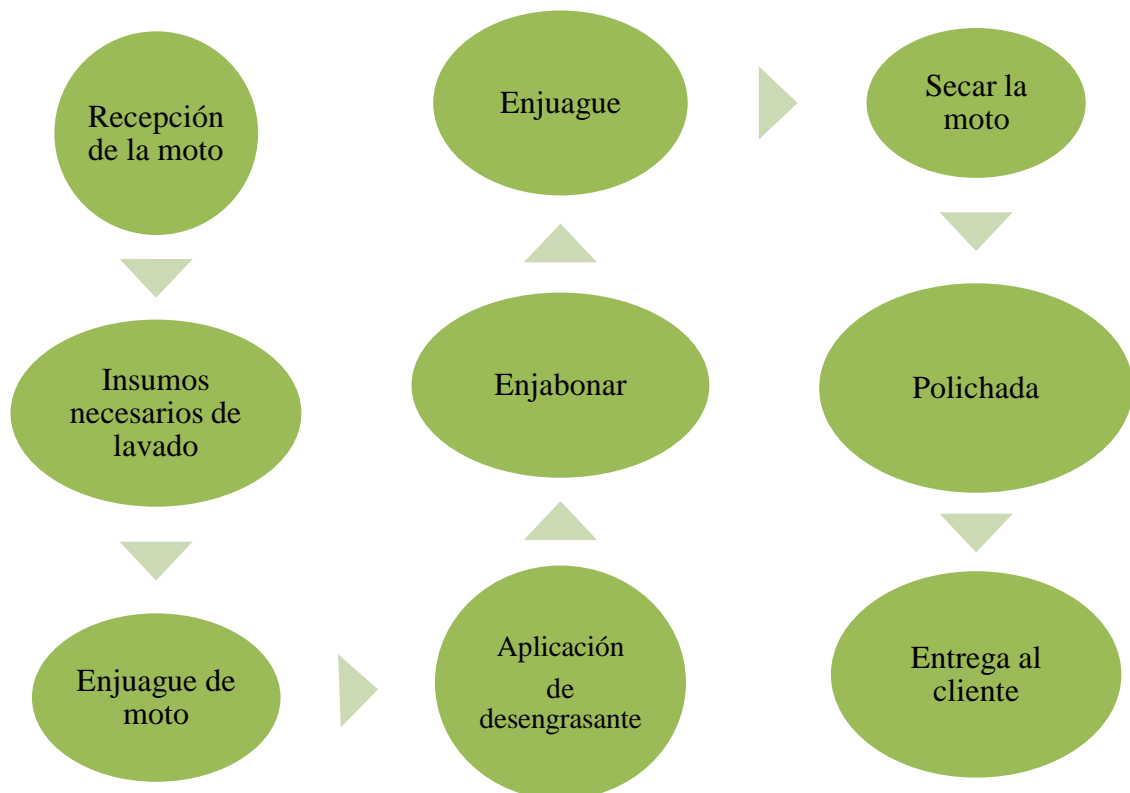 Recepción
de la moto
Insumos
necesarios de
lavado
Enjuague de
moto
Aplicación
de
desengrasante
Enjabonar
Enjuague
Secar la
moto
Polichada
Entrega al
cliente